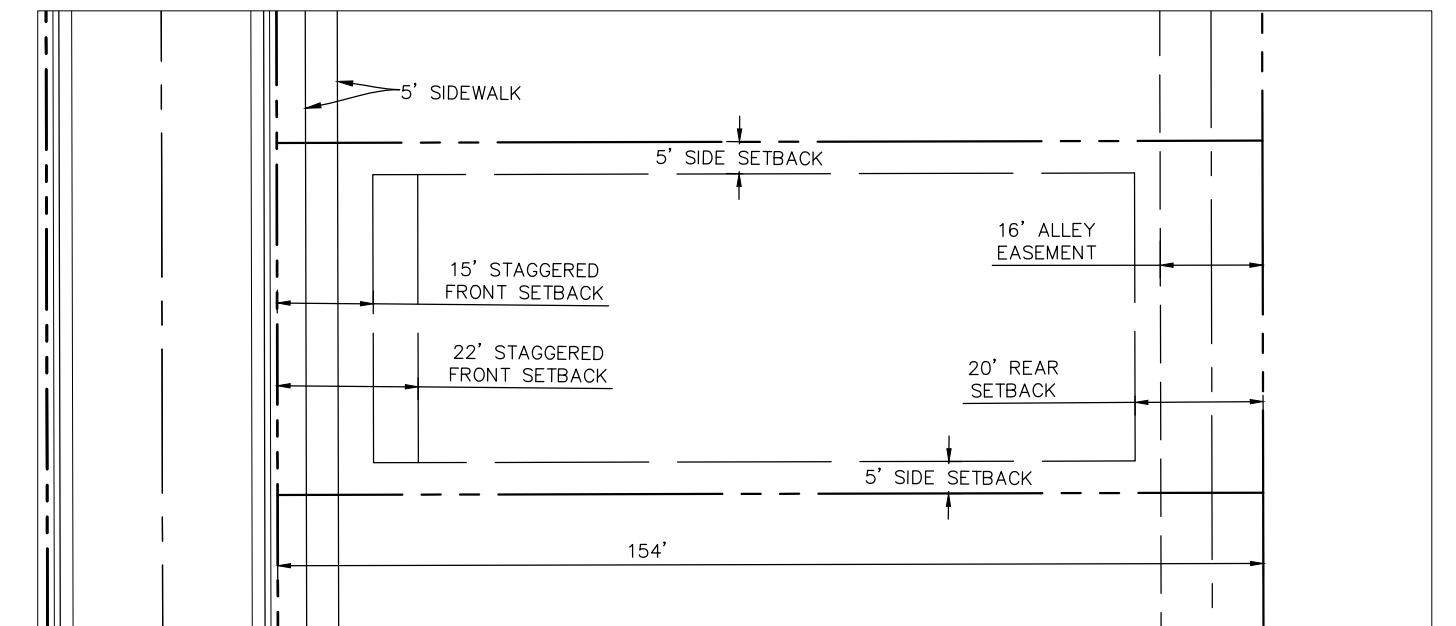 5' SIDEWALK
5' SIDE SETBACK
16' ALLEY
EASEMENT
15' STAGGERED
FRONT SETBACK
22' STAGGERED
FRONT SETBACK
20' REAR
SETBACK
5' SIDE SETBACK
154'